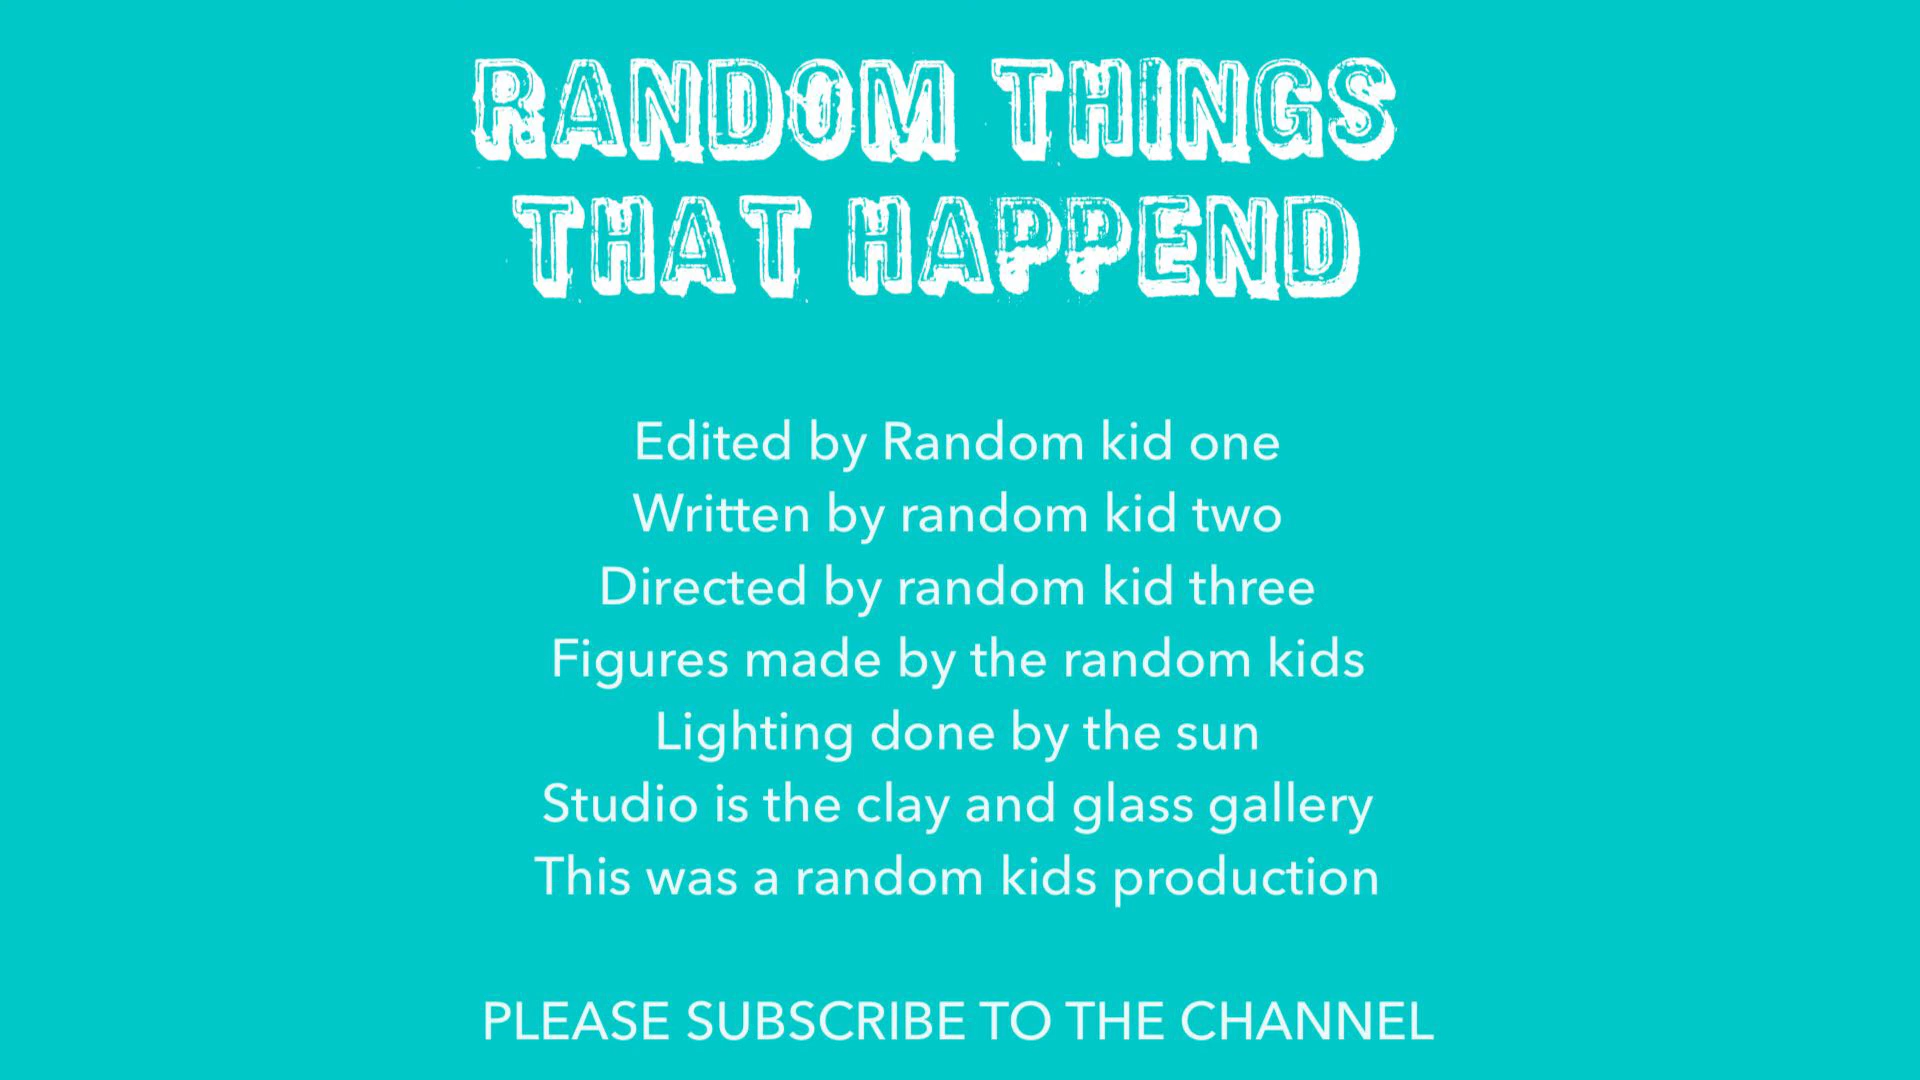 RANDOM THINGS
THAT HAPPEND
Edited by Random kid one
Written by random kid two
Directed by random kid three
Figures made by the random kids
Lighting done by the sun
Studio is the clay and glass gallery
This was a random kids production
PLEASE SUBSCRIBE TO THE CHANNEL